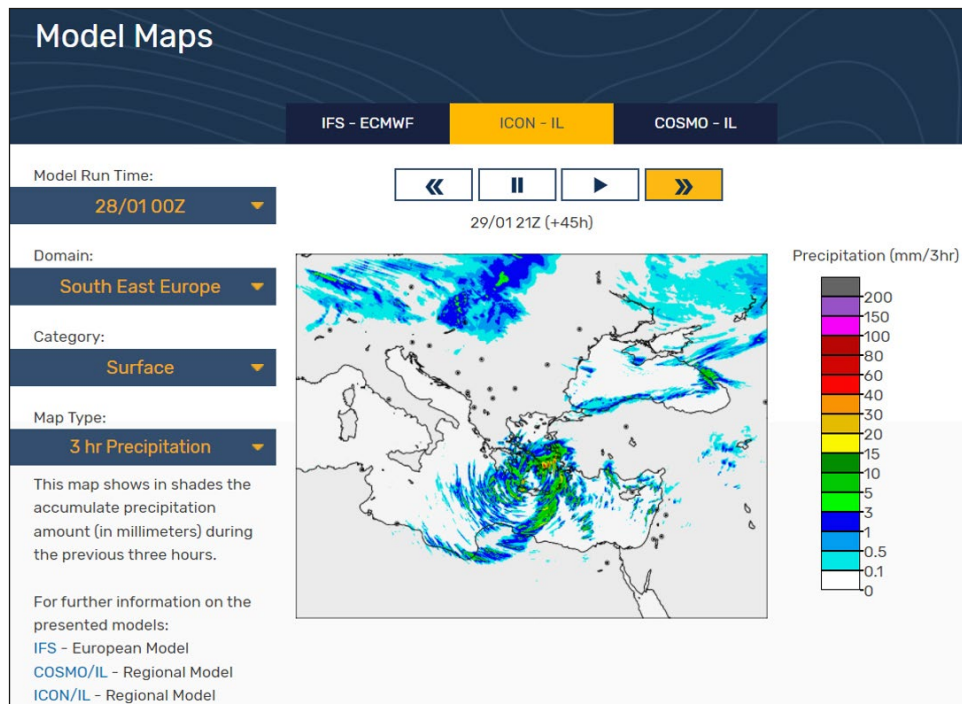 Model Maps
IFS - ECMWF
ICON - IL
COSMO - IL
Model Run Time:
28/01 00Z
Domain:
South East Europe
Category:
Surface
Map Type:
3 hr Precipitation
This map shows in shades the
accumulate precipitation
amount (in millimeters) during
the previous three hours.
For further information on the
presented models:
IFS - European Model
COSMO/IL - Regional Model
ICON/IL - Regional Model
29/01 21Z (+45h)
Precipitation (mm/3hr)
200
150
100
80
60
40
30
20
15
10
5
3
1
0.5
0.1
0